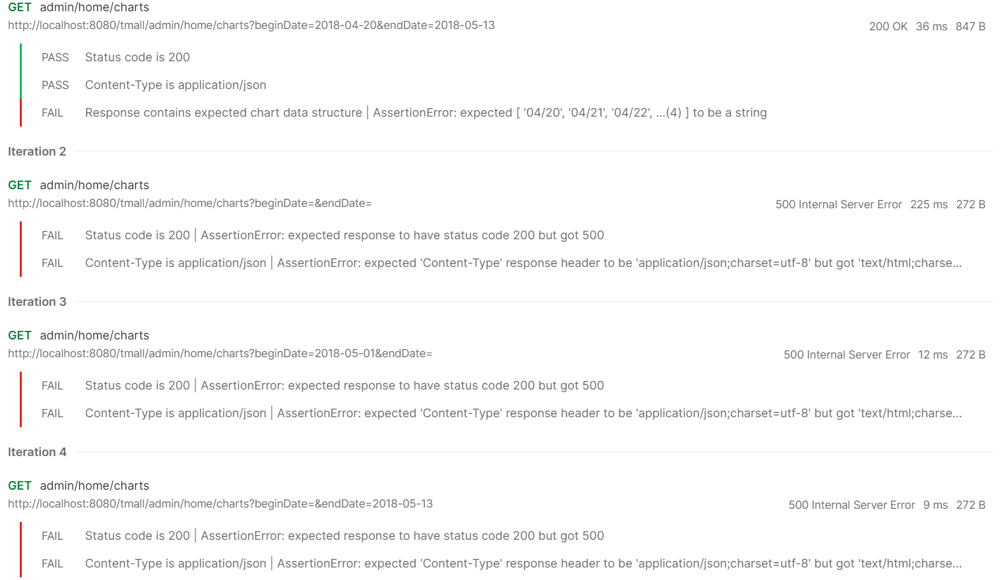 GET admin/home/charts
http://localhost:8080/tmall/admin/home/charts?beginDate=2018-04-20&endDate=2018-05-13 200 OK 36 ms 847 B
PASS Status code is 200
PASS Content-Type is application/json
FAIL Response contains expected chart data structure | AssertionError: expected [ '04/20', '04/21', '04/22', …(4) ] to be a string
Iteration 2
GET admin/home/charts
http://localhost:8080/tmall/admin/home/charts?beginDate=&endDate= 500 Internal Server Error 225 ms 272 B
FAIL Status code is 200 | AssertionError: expected response to have status code 200 but got 500
FAIL Content-Type is application/json | AssertionError: expected 'Content-Type' response header to be 'application/json;charset=utf-8' but got 'text/html;charse...
Iteration 3
GET admin/home/charts
http://localhost:8080/tmall/admin/home/charts?beginDate=2018-05-01&endDate= 500 Internal Server Error 12 ms 272 B
FAIL Status code is 200 | AssertionError: expected response to have status code 200 but got 500
FAIL Content-Type is application/json | AssertionError: expected 'Content-Type' response header to be 'application/json;charset=utf-8' but got 'text/html;charse...
Iteration 4
GET admin/home/charts
http://localhost:8080/tmall/admin/home/charts?beginDate=&endDate=2018-05-13 500 Internal Server Error 9 ms 272 B
FAIL Status code is 200 | AssertionError: expected response to have status code 200 but got 500
FAIL Content-Type is application/json | AssertionError: expected 'Content-Type' response header to be 'application/json;charset=utf-8' but got 'text/html;charse...